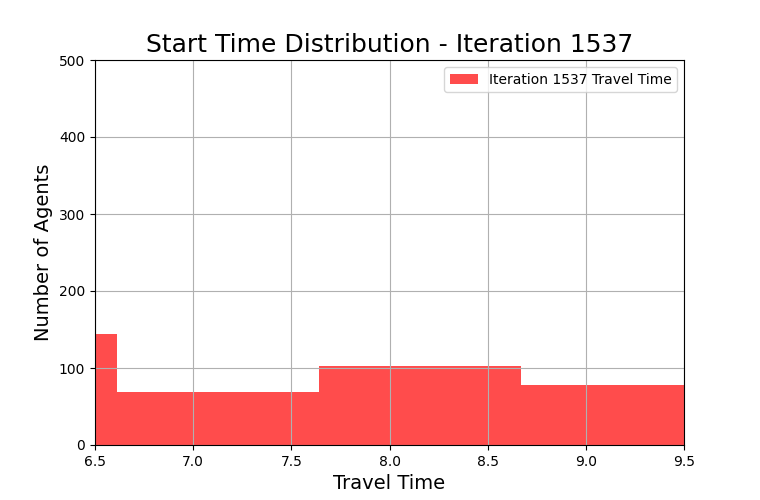 Start Time Distribution - Iteration 1537
Iteration 1537 Travel Time
Number of Agents
500
400
300
200
100
0
6.5 7.0 7.5 8.0 8.5 9.0 9.5
Travel Time